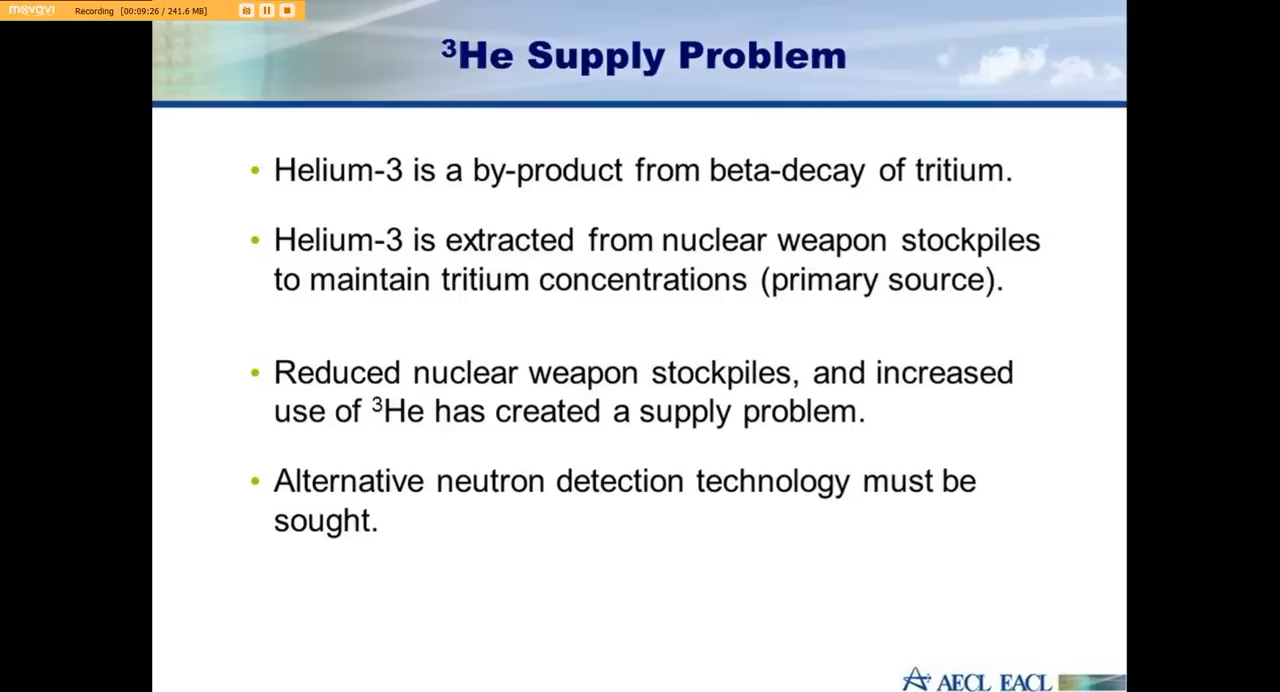 movavi Recording [00:09:26 / 241.6 MB]
³He Supply Problem
• Helium-3 is a by-product from beta-decay of tritium.
• Helium-3 is extracted from nuclear weapon stockpiles
to maintain tritium concentrations (primary source).
• Reduced nuclear weapon stockpiles, and increased
use of ³He has created a supply problem.
• Alternative neutron detection technology must be
sought.
AECL EACL